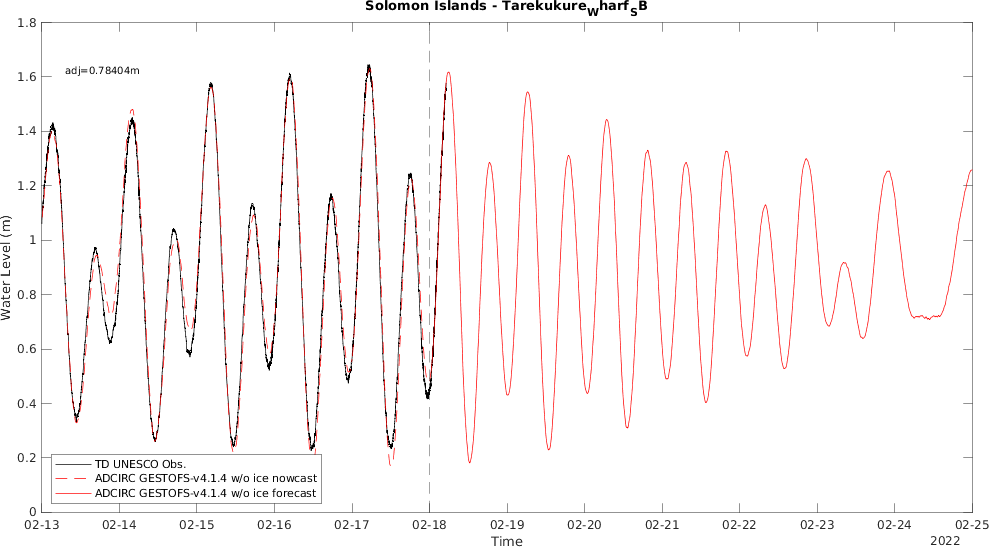 Solomon Islands - Tarekukure_Wharf_SB
adj=0.78404m
Water Level (m)
1.8
1.6
1.4
1.2
1
0.8
0.6
0.4
0.2
0
TD UNESCO Obs.
ADCIRC GESTOFS-v4.1.4 w/o ice nowcast
ADCIRC GESTOFS-v4.1.4 w/o ice forecast
02-13 02-14 02-15 02-16 02-17 02-18 02-19 02-20 02-21 02-22 02-23 02-24 02-25
Time
2022